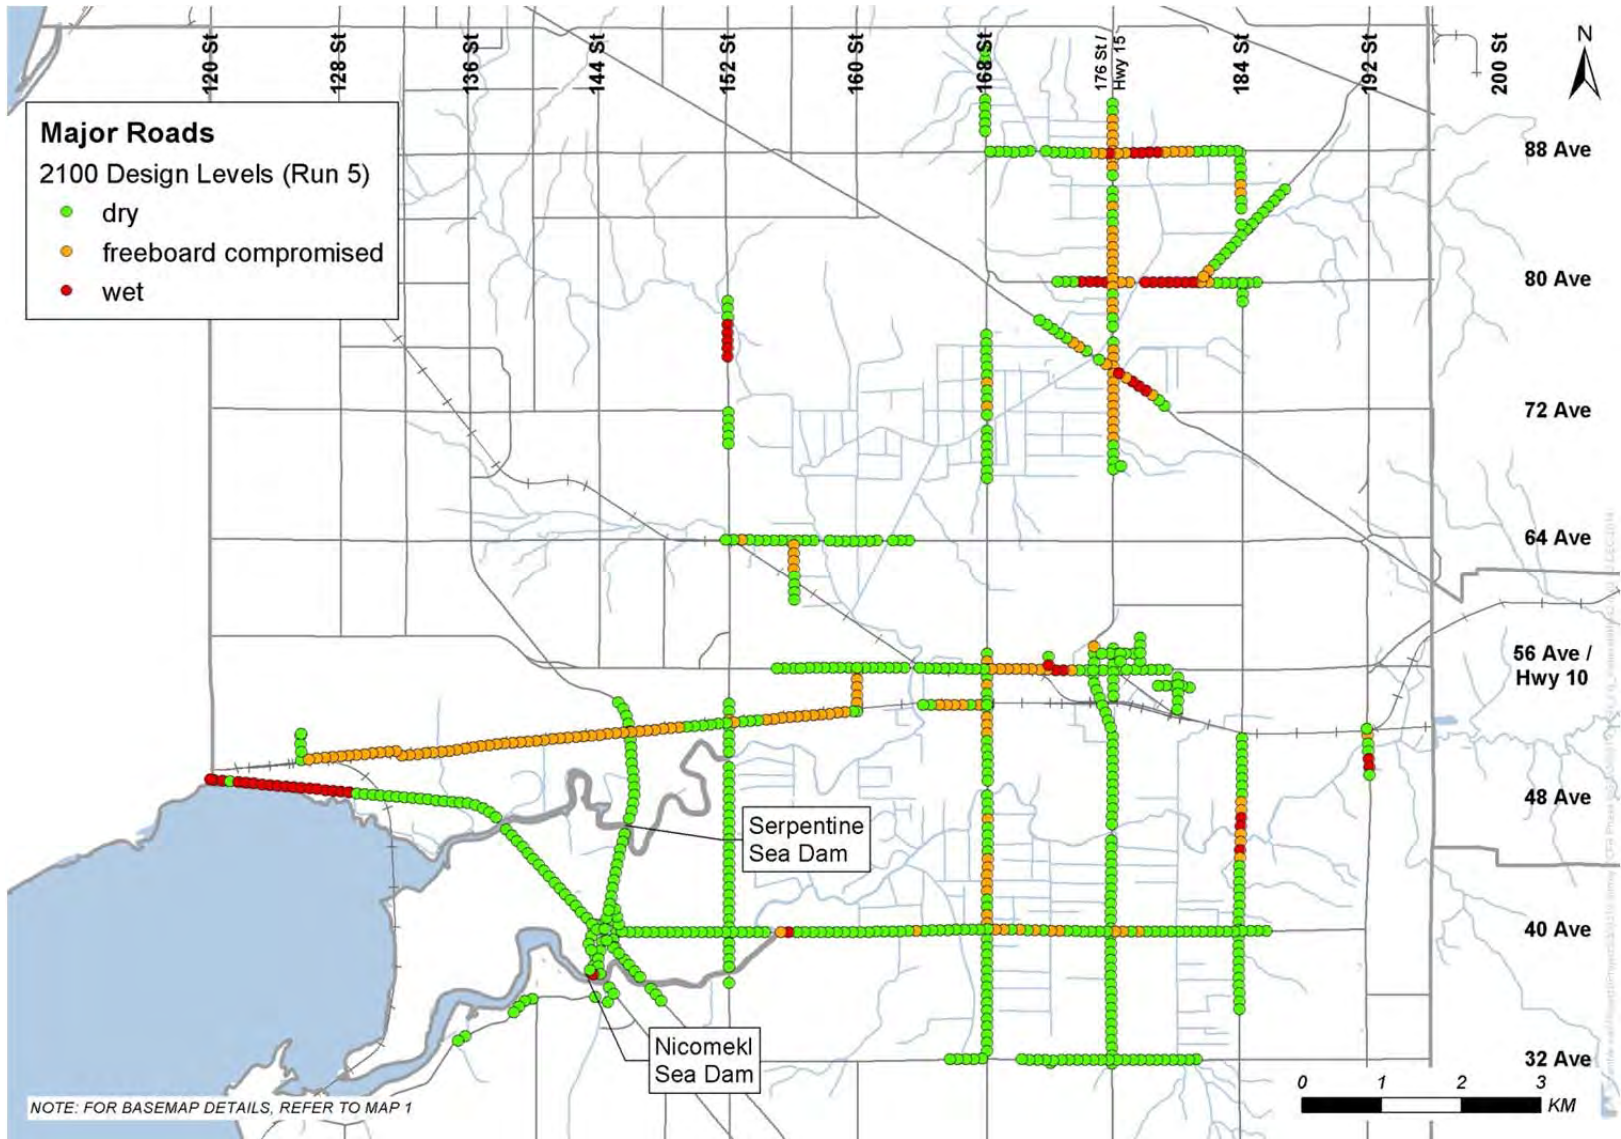 120 St
128 St
136 St
144 St
152 St
160 St
168 St
176 St /
Hwy 15
184 St
192 St
200 St
N
Major Roads
2100 Design Levels (Run 5)
dry
freeboard compromised
wet
88 Ave
80 Ave
72 Ave
64 Ave
56 Ave /
Hwy 10
48 Ave
40 Ave
32 Ave
Serpentine
Sea Dam
Nicomekl
Sea Dam
0 1 2 3
KM
NOTE: FOR BASEMAP DETAILS, REFER TO MAP 1